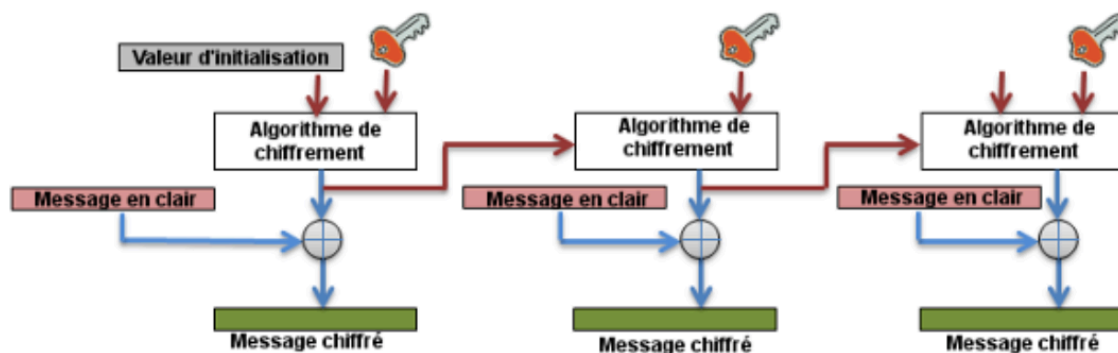 Valeur d'initialisation
Algorithme de
chiffrement
Algorithme de
chiffrement
Algorithme de
chiffrement
Message en clair
Message en clair
Message en clair
Message chiffré
Message chiffré
Message chiffré